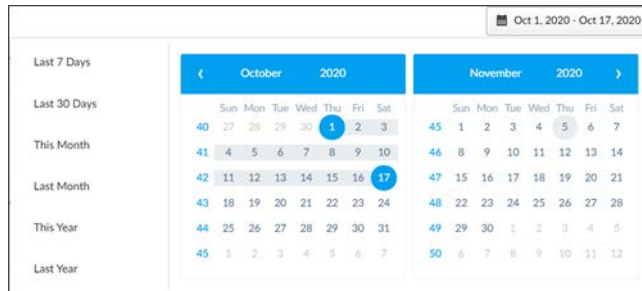 Oct 1, 2020 - Oct 17, 2020
Last 7 Days
Last 30 Days
This Month
Last Month
This Year
Last Year
‹ October 2020
Sun Mon Tue Wed Thu Fri Sat
40 27 28 29 30 1 2 3
41 4 5 6 7 8 9 10
42 11 12 13 14 15 16 17
43 18 19 20 21 22 23 24
44 25 26 27 28 29 30 31
45 1 2 3 4 5 6 7
November 2020 ›
Sun Mon Tue Wed Thu Fri Sat
45 1 2 3 4 5 6 7
46 8 9 10 11 12 13 14
47 15 16 17 18 19 20 21
48 22 23 24 25 26 27 28
49 29 30 1 2 3 4 5
50 6 7 8 9 10 11 12